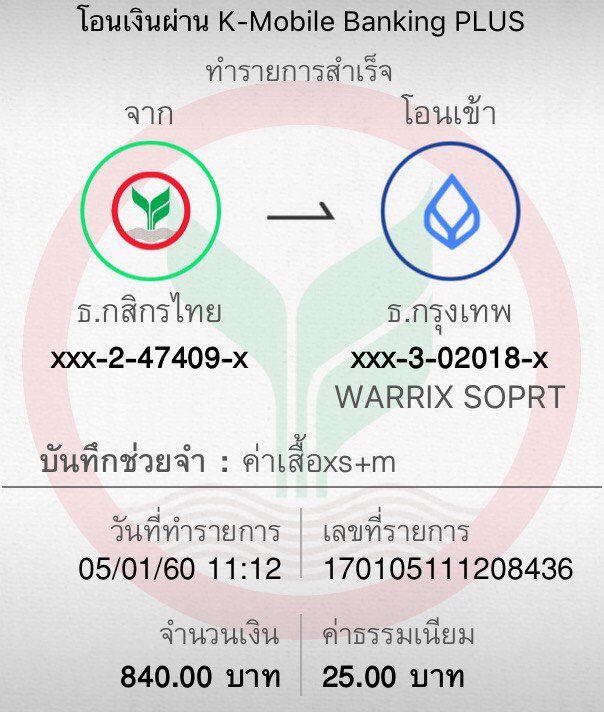 โอนเงินผ่าน K-Mobile Banking PLUS
ทำรายการสำเร็จ
จาก
โอนเข้า
ธ.กสิกรไทย
ธ.กรุงเทพ
xxx-2-47409-x
xxx-3-02018-x
WARRIX SOPRT
บันทึกช่วยจำ : ค่าเสื้อxs+m
วันที่ทำรายการ
เลขที่รายการ
05/01/60 11:12
170105111208436
จำนวนเงิน
ค่าธรรมเนียม
840.00 บาท
25.00 บาท